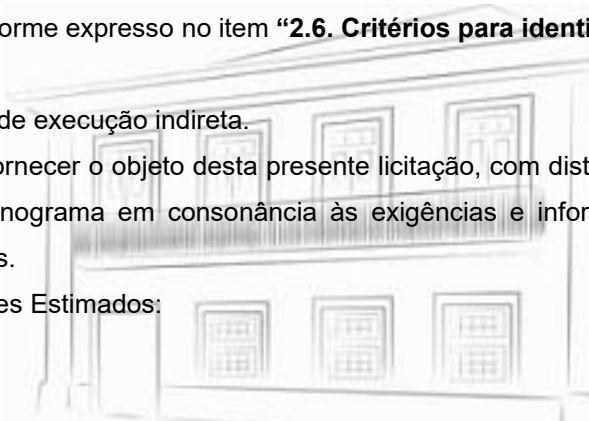 orme expresso no item “2.6. Critérios para identi
de execução indireta.
ornecer o objeto desta presente licitação, com dist
nograma em consonância às exigências e infor
s.
es Estimados: